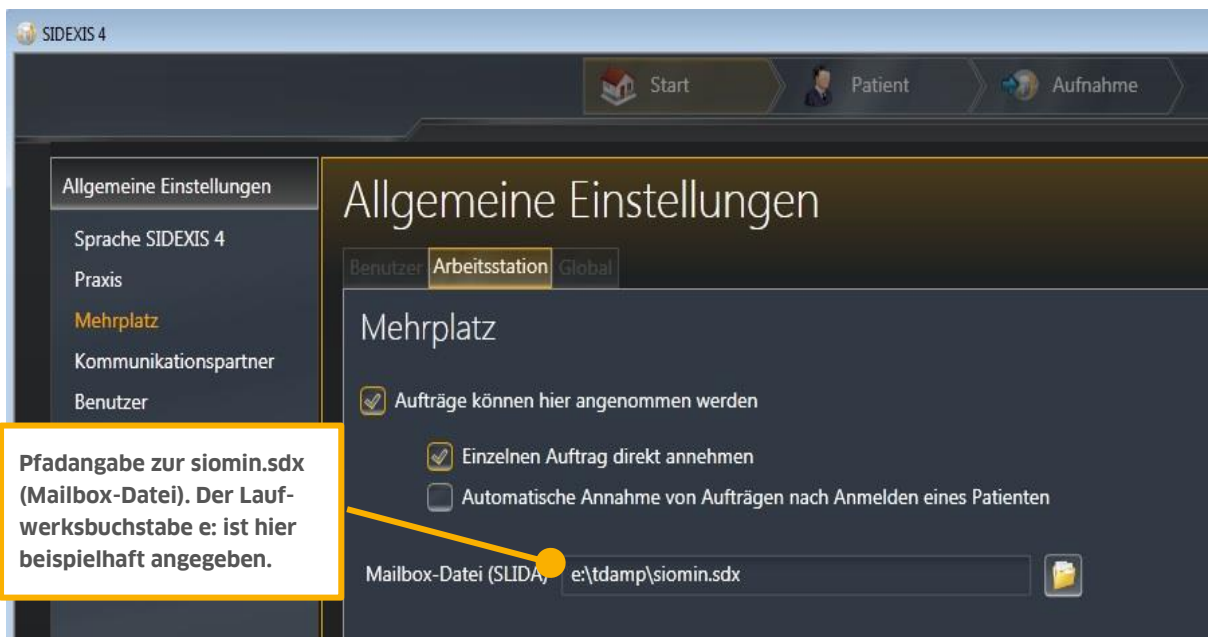 SIDEXIS 4
Start
Patient
Aufnahme
Allgemeine Einstellungen
Sprache SIDEXIS 4
Praxis
Mehrplatz
Kommunikationspartner
Benutzer
Allgemeine Einstellungen
Benutzer Arbeitsstation Global
Mehrplatz
Aufträge können hier angenommen werden
Einzelnen Auftrag direkt annehmen
Automatische Annahme von Aufträgen nach Anmelden eines Patienten
Mailbox-Datei (SLIDA) e:\tdamp\siomin.sdx
Pfadangabe zur siomin.sdx
(Mailbox-Datei). Der Lauf-
werksbuchstabe e: ist hier
beispielhaft angegeben.